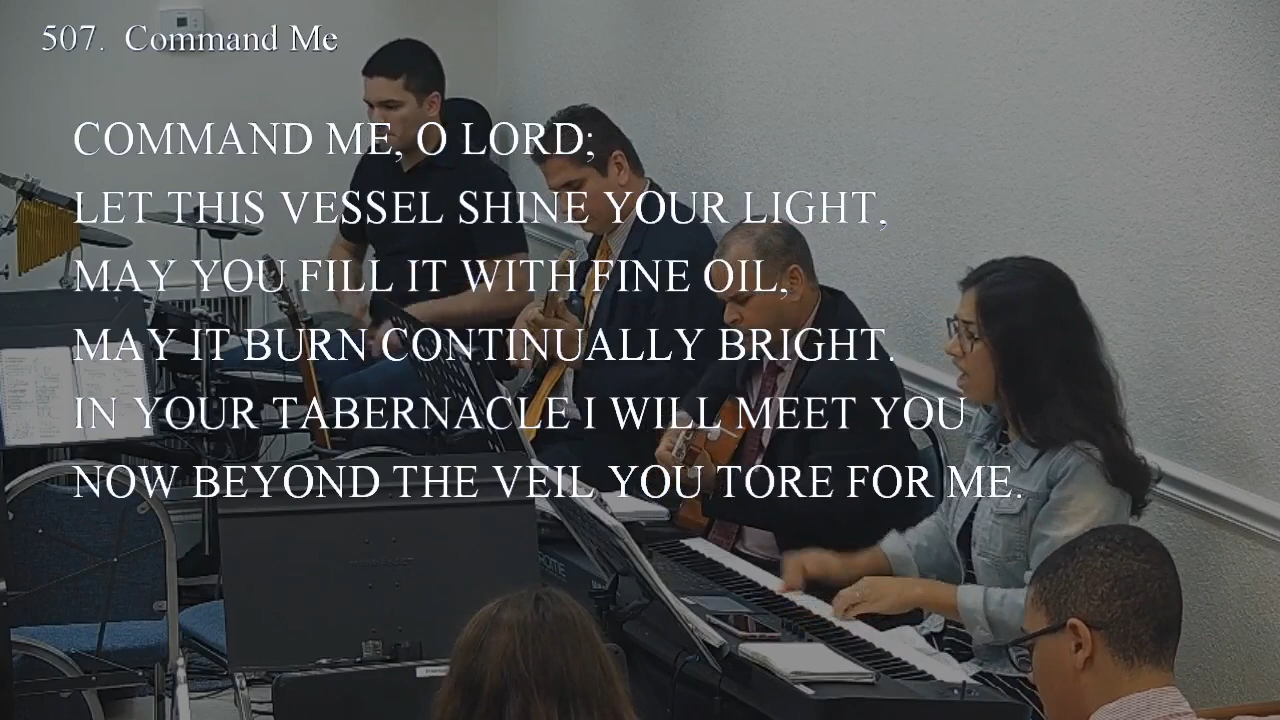 507. Command Me
COMMAND ME, O LORD;
LET THIS VESSEL SHINE YOUR LIGHT,
MAY YOU FILL IT WITH FINE OIL,
MAY IT BURN CONTINUALLY BRIGHT.
IN YOUR TABERNACLE I WILL MEET YOU
NOW BEYOND THE VEIL YOU TORE FOR ME.